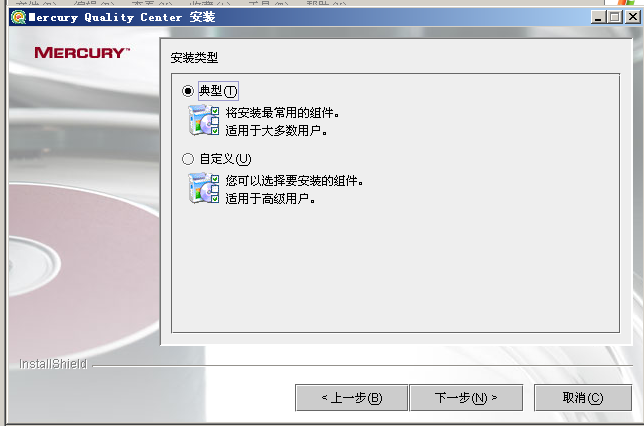 Mercury Quality Center 安装
MERCURY™
安装类型
典型(T)
将安装最常用的组件。
适用于大多数用户。
自定义(U)
您可以选择要安装的组件。
适用于高级用户。
InstallShield
< 上一步(B)
下一步(N) >
取消(C)